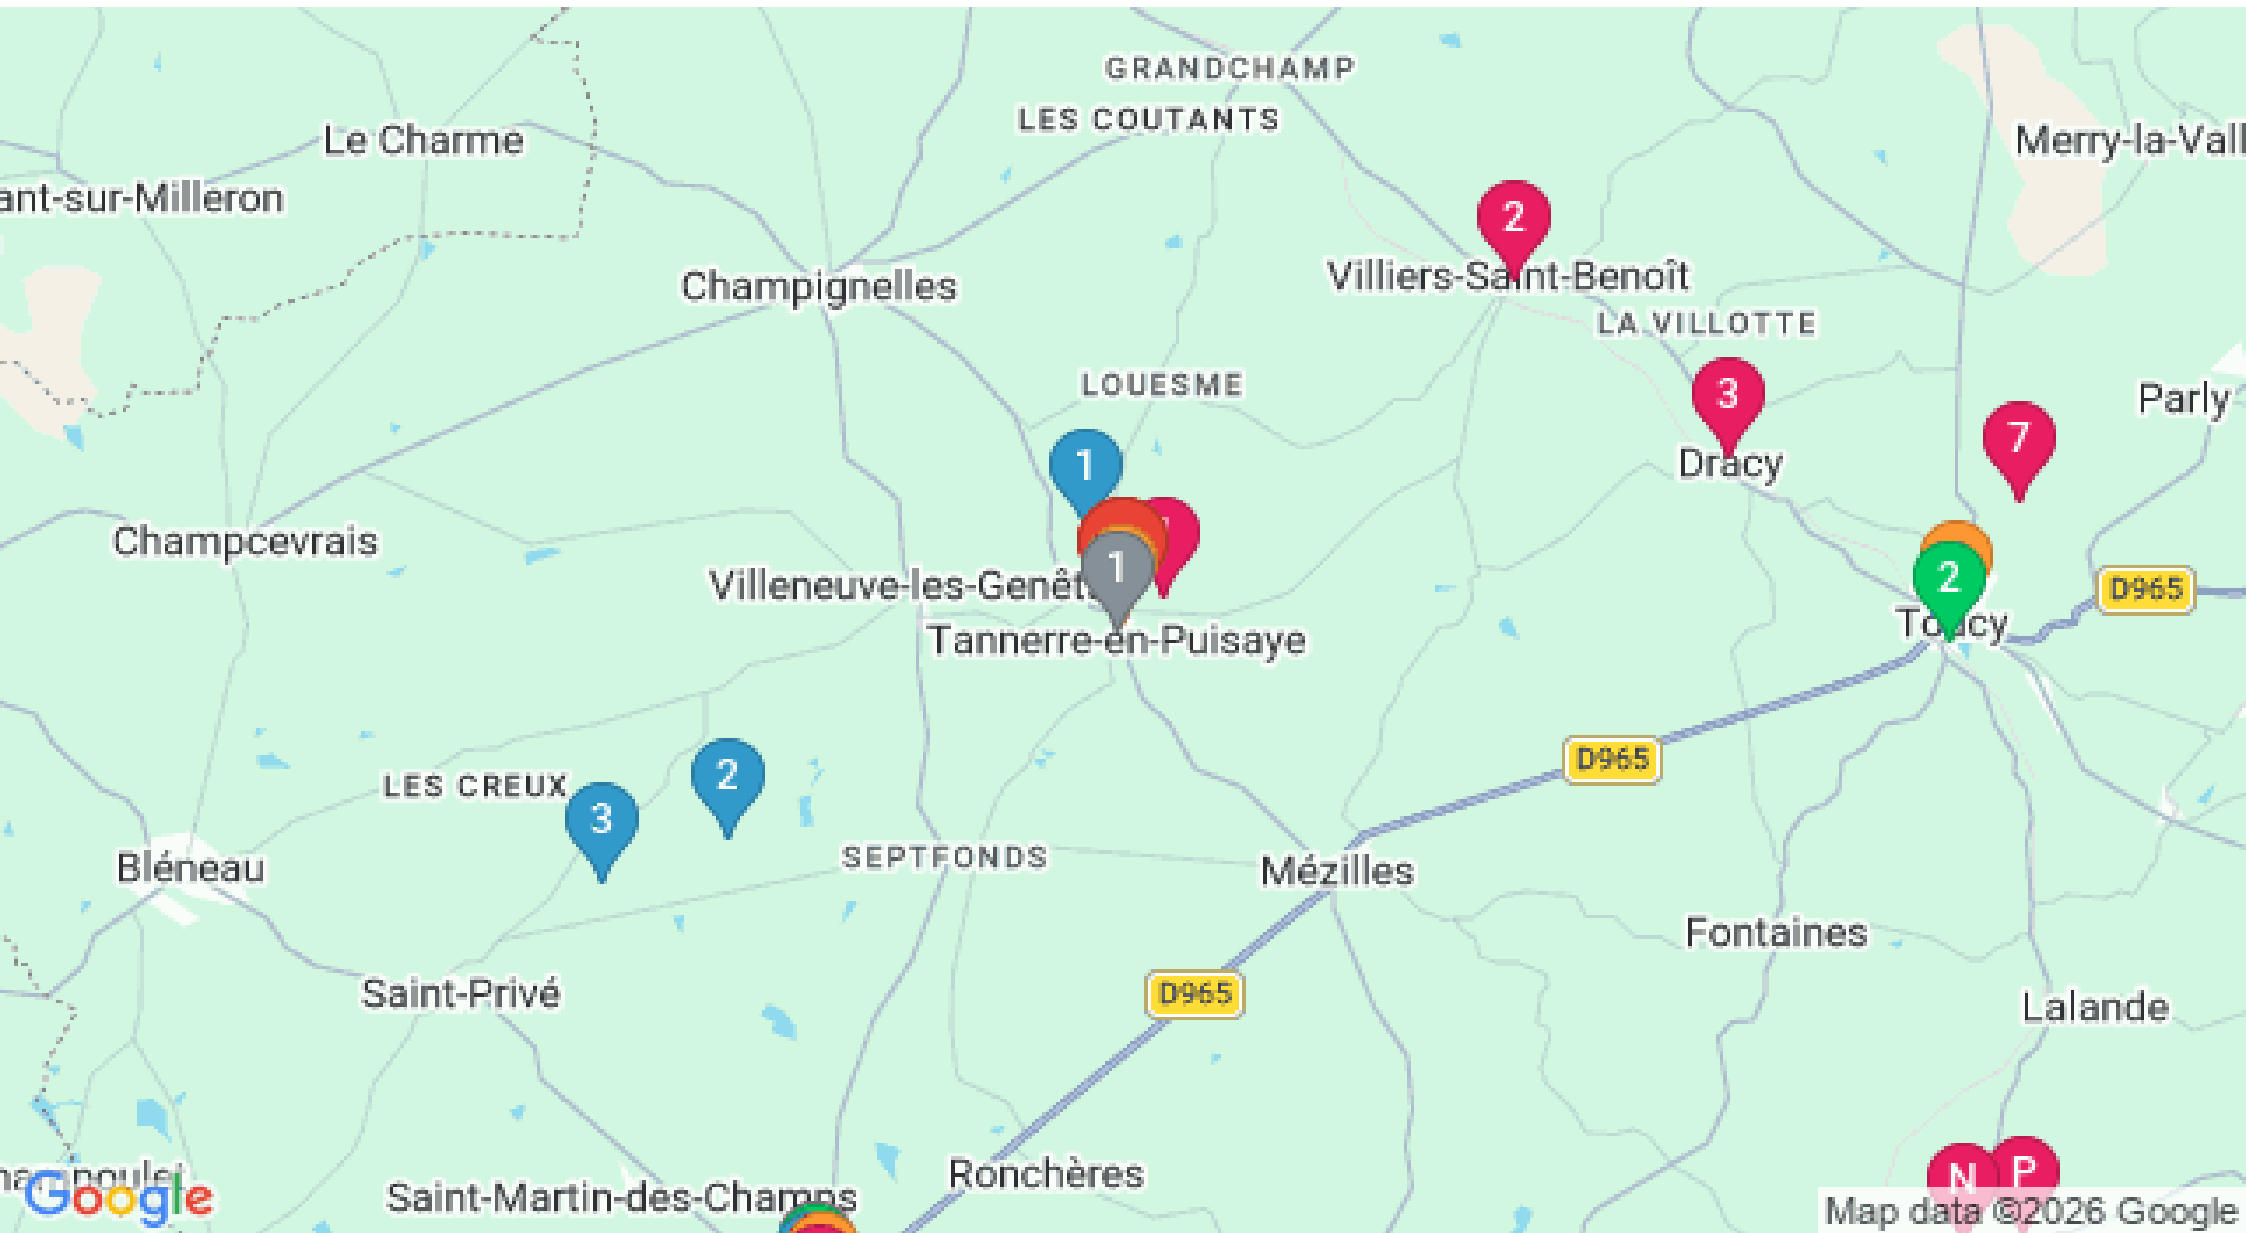 GRANDCHAMP
LES COUTANTS
Le Charme
Merry-la-Vall
ant-sur-Milleron
2
Champignelles
Villiers-Saint-Benoît
LA VILLOTTE
LOUESME
3
Parly
7
Dracy
1
Champcevrais
1
2
D965
Villeneuve-les-Genêt
Toucy
Tannerre-en-Puisaye
D965
2
LES CREUX
3
SEPTFONDS
Bléneau
Mézilles
Fontaines
Saint-Privé
D965
Lalande
Ronchères
N
P
Saint-Martin-des-Champs
Google
Map data ©2026 Google